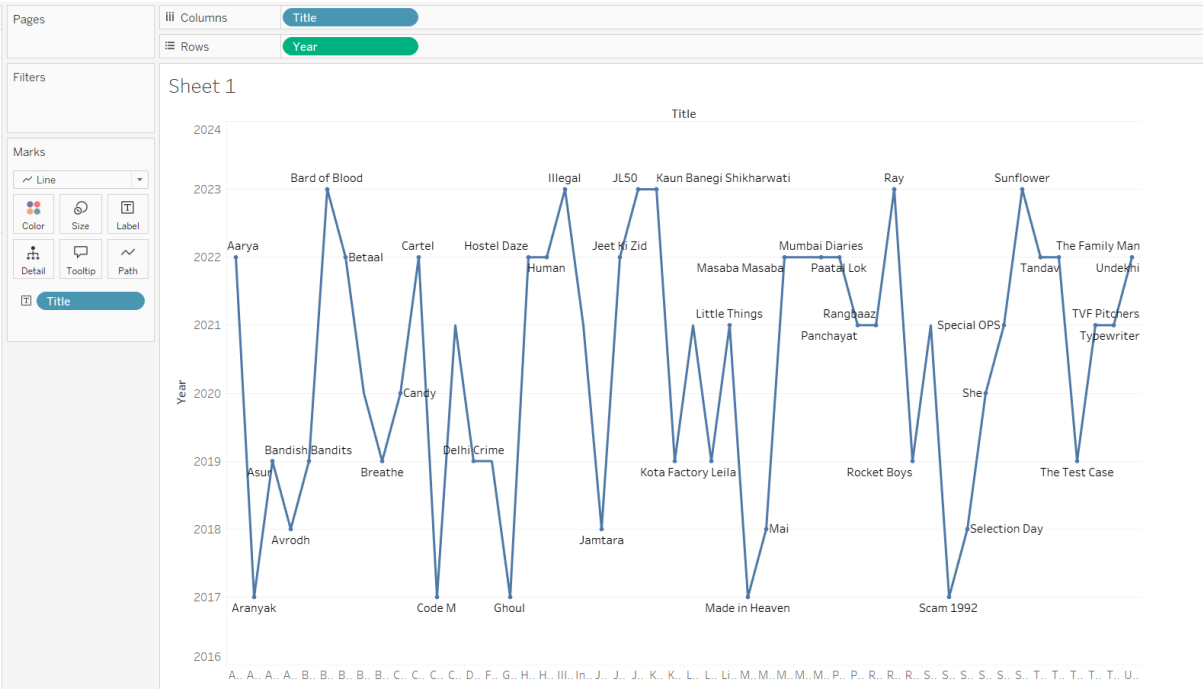 Pages
Filters
Marks
Line
Color
Size
Label
Detail
Tooltip
Path
Title
Columns
Title
Rows
Year
Sheet 1
Title
Year
2024
2023
2022
2021
2020
2019
2018
2017
2016
Bard of Blood
Illegal
JL50
Kaun Banegi Shikharwati
Ray
Sunflower
Aarya
Betaal
Cartel
Hostel Daze
Human
Jeet Ki Zid
Masaba Masaba
Mumbai Diaries
Paatal Lok
Tandav
The Family Man
Undekhi
Little Things
Rangbaaz
Panchayat
Special OPS
TVF Pitchers
Typewriter
Candy
She
Asur
Bandish Bandits
Breathe
Delhi Crime
Kota Factory
Leila
Rocket Boys
The Test Case
Avrodh
Jamtara
Mai
Selection Day
Aranyak
Code M
Ghoul
Made in Heaven
Scam 1992
A.. A.. A.. A.. B.. B.. B.. B.. B.. C.. C.. C.. C.. D.. F.. G.. H.. H.. Ill.. In.. J.. J.. J.. K.. K.. L.. L.. Li.. M.. M.. M.. M.. M.. P.. P.. R.. R.. R.. S.. S.. S.. S.. S.. S.. T.. T.. T.. T.. T.. U..